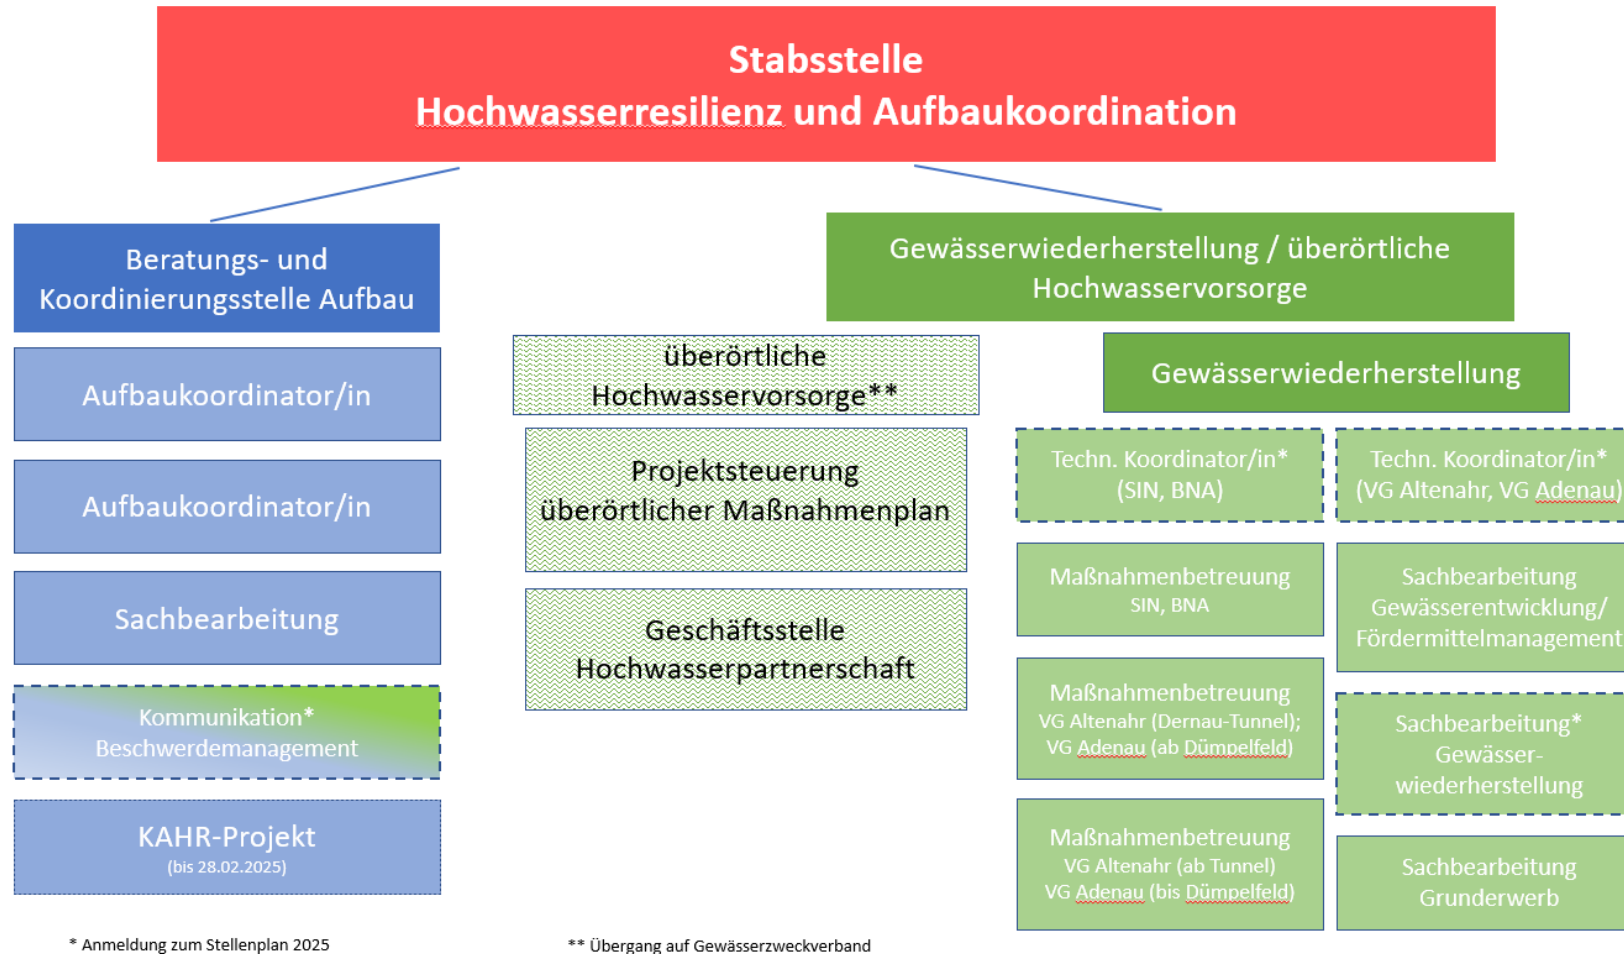 Stabsstelle
Hochwasserresilienz und Aufbaukoordination
Beratungs- und
Koordinierungsstelle Aufbau
Aufbaukoordinator/in
Aufbaukoordinator/in
Sachbearbeitung
Kommunikation*
Beschwerdemanagement
KAHR-Projekt
(bis 28.02.2025)
Gewässerwiederherstellung / überörtliche
Hochwasservorsorge
überörtliche
Hochwasservorsorge**
Projektsteuerung
überörtlicher Maßnahmenplan
Geschäftsstelle
Hochwasserpartnerschaft
Gewässerwiederherstellung
Techn. Koordinator/in*
(SIN, BNA)
Maßnahmenbetreuung
SIN, BNA
Maßnahmenbetreuung
VG Altenahr (Dernau-Tunnel);
VG Adenau (ab Dümpelfeld)
Maßnahmenbetreuung
VG Altenahr (ab Tunnel)
VG Adenau (bis Dümpelfeld)
Techn. Koordinator/in*
(VG Altenahr, VG Adenau)
Sachbearbeitung
Gewässerentwicklung/
Fördermittelmanagement
Sachbearbeitung*
Gewässer-
wiederherstellung
Sachbearbeitung
Grunderwerb
* Anmeldung zum Stellenplan 2025
** Übergang auf Gewässerzweckverband